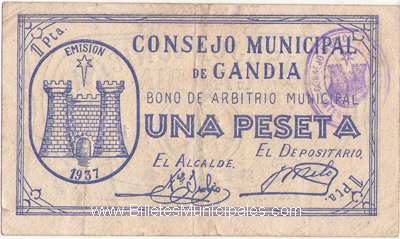 1 Pta.
EMISION
1937
CONSEJO MUNICIPAL
DE GANDIA
BONO DE ARBITRIO MUNICIPAL
UNA PESETA
EL ALCALDE,
EL DEPOSITARIO,
1 Pta.
www.BilletesMunicipales.com